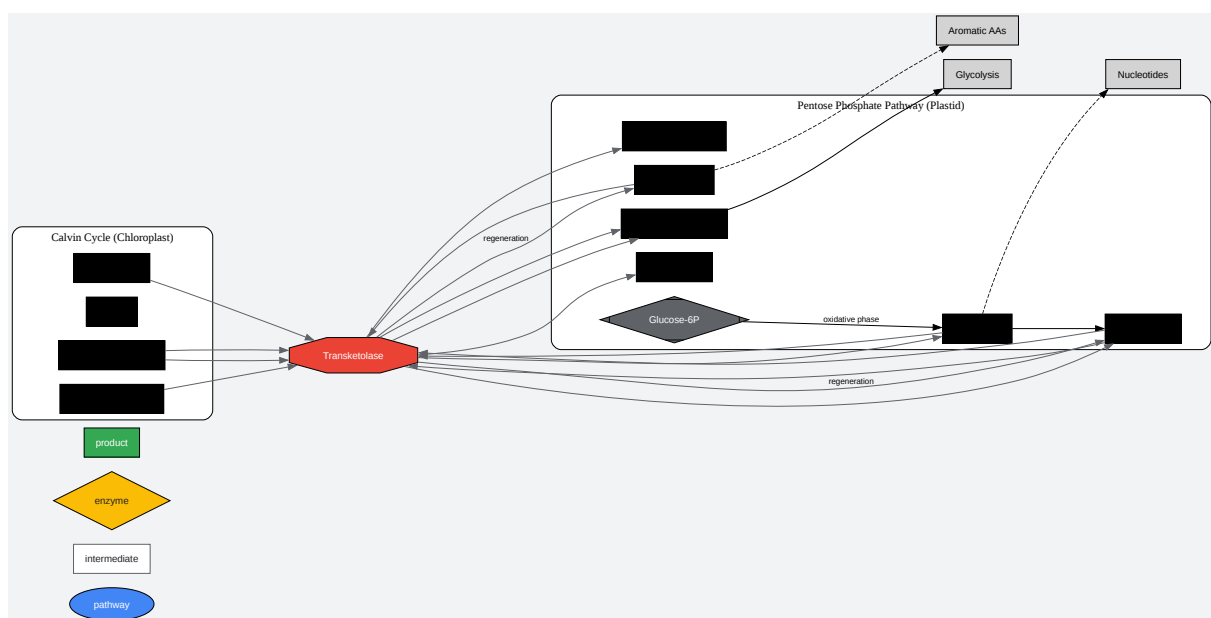 Aromatic AAs
Glycolysis
Nucleotides
Pentose Phosphate Pathway (Plastid)
regeneration
Calvin Cycle (Chloroplast)
Glucose-6P
oxidative phase
Transketolase
regeneration
product
enzyme
intermediate
pathway